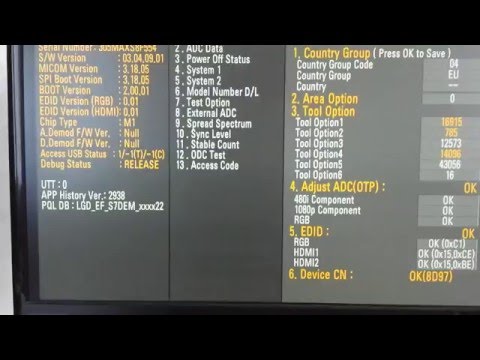 Serial Number : 305MAXS6F954
S/W Version : 03.04.09.01
MICOM Version : 3.18.05
SPI Boot Version : 3.18.05
BOOT Version : 2.00.01
EDID Version (RGB) : 0.01
EDID Version (HDMI) : 0.01
Chip Type : M1
A.Demod F/W Ver. : NULL
D.Demod F/W Ver. : NULL
Access USB Status : 1/-1(T)/-1(C)
Debug Status : RELEASE
UTT : 0
APP History Ver.: 2938
PQL DB : LGD_EF_S7DEM_xxxx22
2 . ADC Data
3 . Power Off Status
4 . System 1
5 . System 2
6 . Model Number D/L
7 . Test Option
8 . External ADC
9 . Spread Spectrum
10 . Sync Level
11 . Stable Count
12 . ODC Test
13 . Access Code
1. Country Group ( Press OK to Save )
Country Group Code 04
Country Group EU
Country ---
2. Area Option 0
3. Tool Option
Tool Option1 16915
Tool Option2 785
Tool Option3 12573
Tool Option4 14096
Tool Option5 43056
Tool Option6 16
4. Adjust ADC(OTP) : OK
480i Component OK
1080p Component OK
RGB OK
5. EDID : OK
RGB OK (0xC1)
HDMI1 OK (0x15,0xCE)
HDMI2 OK (0x15,0xBE)
6. Device CN : OK(8D97)